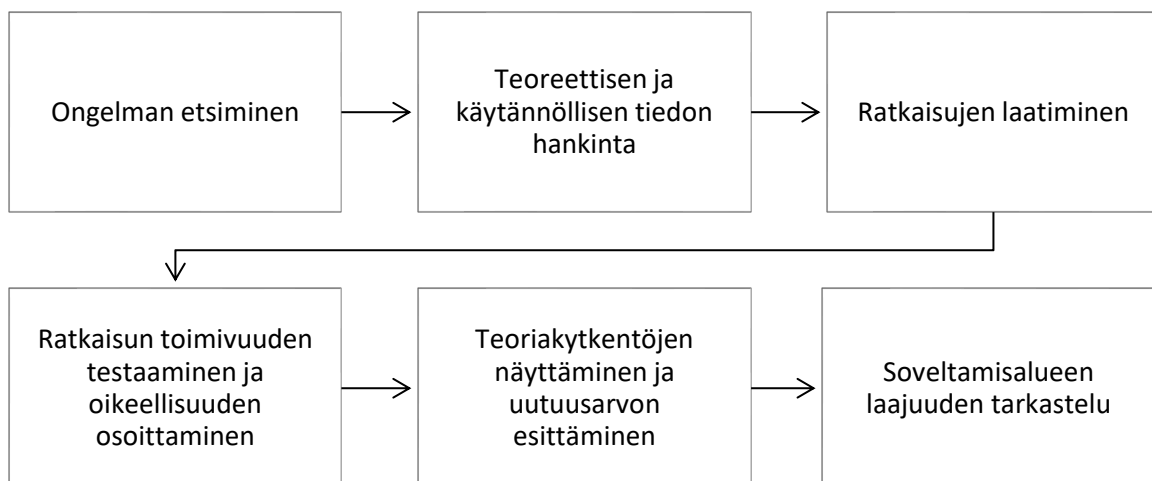 Ongelman etsiminen
Teoreettisen ja
käytännöllisen tiedon
hankinta
Ratkaisujen laatiminen
Ratkaisun toimivuuden
testaaminen ja
oikeellisuuden
osoittaminen
Teoriakytkentöjen
näyttäminen ja
uutuusarvon
esittäminen
Soveltamisalueen
laajuuden tarkastelu